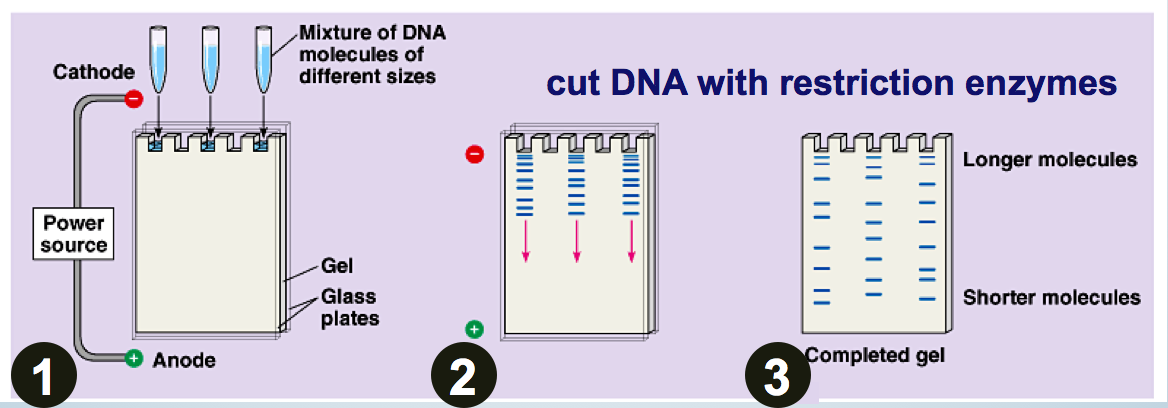 Mixture of DNA
molecules of
different sizes
Cathode
−
Power
source
Gel
Glass
plates
+
Anode
1
cut DNA with restriction enzymes
−
+
2
Longer molecules
Shorter molecules
Completed gel
3